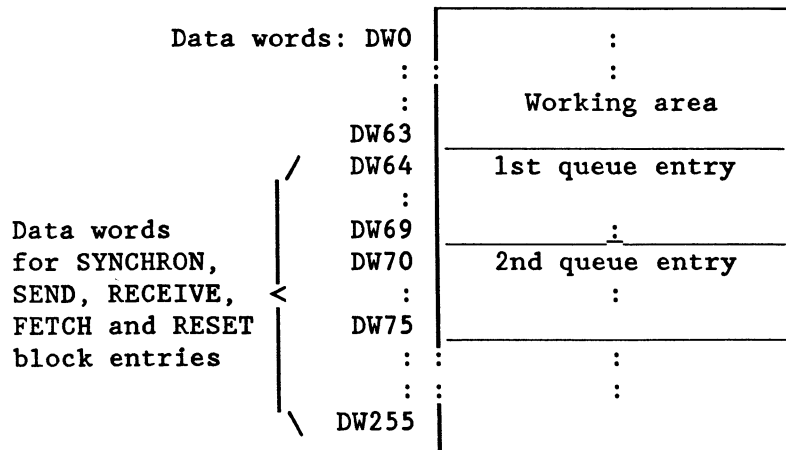 Data words: DW0 :
: : :
: Working area
DW63
/ DW64 1st queue entry
:
Data words DW69 :
for SYNCHRON, DW70 2nd queue entry
SEND, RECEIVE, < : :
FETCH and RESET DW75
block entries : : :
: : :
\ DW255